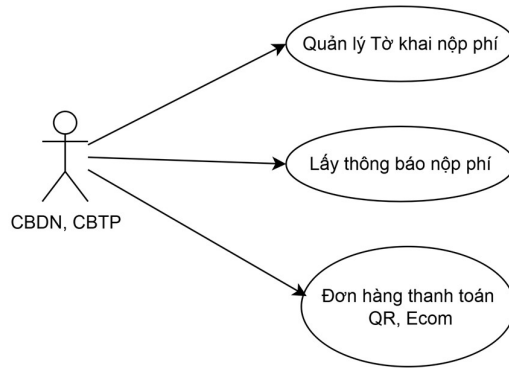 Quản lý Tờ khai nộp phí
Lấy thông báo nộp phí
CBDN, CBTP
Đơn hàng thanh toán
QR, Ecom